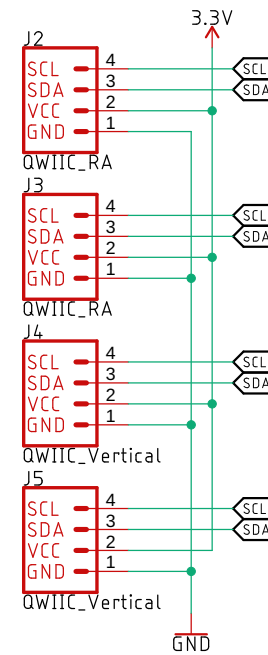 3.3V
J2
SCL 4 SCL
SDA 3 SDA
VCC 2
GND 1
QWIIC_RA
J3
SCL 4 SCL
SDA 3 SDA
VCC 2
GND 1
QWIIC_RA
J4
SCL 4 SCL
SDA 3 SDA
VCC 2
GND 1
QWIIC_Vertical
J5
SCL 4 SCL
SDA 3 SDA
VCC 2
GND 1
QWIIC_Vertical
GND